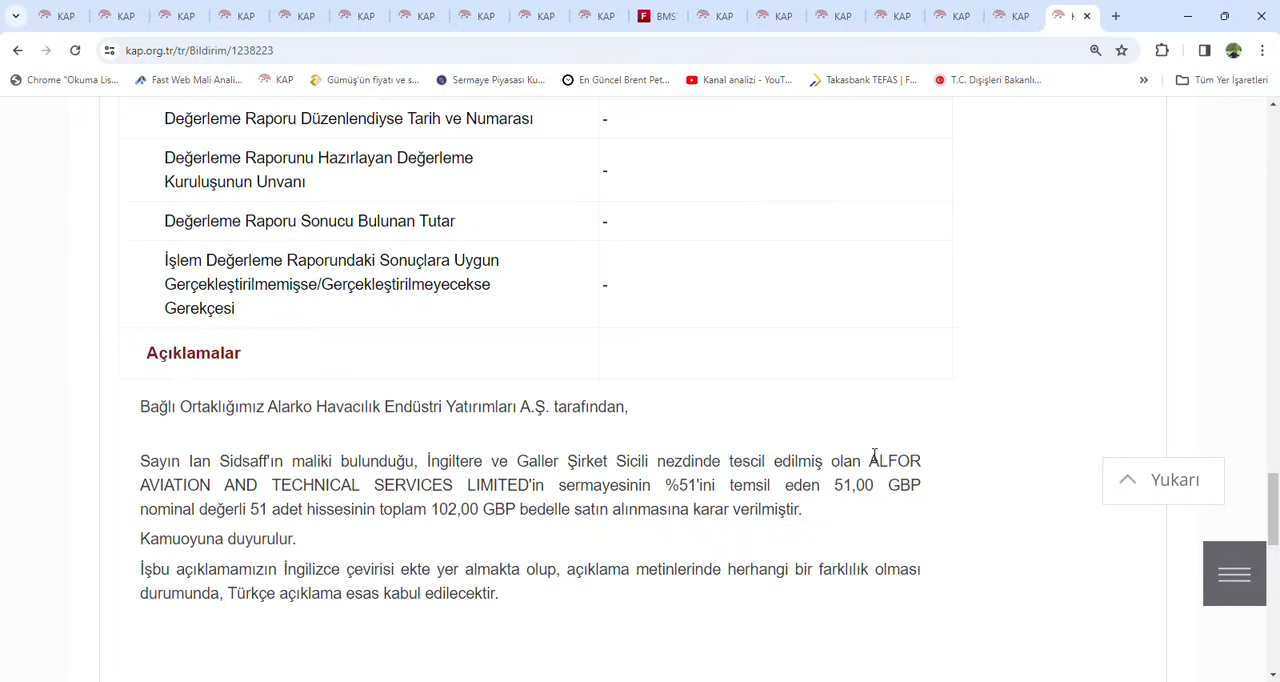 KAP
KAP
KAP
KAP
KAP
KAP
KAP
KAP
KAP
KAP
BMS
KAP
KAP
KAP
KAP
KAP
KAP
kap.org.tr/tr/Bildirim/1238223
Chrome "Okuma Lis...
Fast Web Mali Anali...
KAP
Gümüş'ün fiyatı ve s...
Sermaye Piyasası Ku...
En Güncel Brent Pet...
Kanal analizi - YouT...
Takasbank TEFAS | F...
T.C. Dışişleri Bakanlı...
Tüm Yer İşaretleri
Değerleme Raporu Düzenlendiyse Tarih ve Numarası -
Değerleme Raporunu Hazırlayan Değerleme
Kuruluşunun Unvanı -
Değerleme Raporu Sonucu Bulunan Tutar -
İşlem Değerleme Raporundaki Sonuçlara Uygun
Gerçekleştirilmemişse/Gerçekleştirilmeyecekse -
Gerekçesi
Açıklamalar
Bağlı Ortaklığımız Alarko Havacılık Endüstri Yatırımları A.Ş. tarafından,
Sayın Ian Sidsaff'ın maliki bulunduğu, İngiltere ve Galler Şirket Sicili nezdinde tescil edilmiş olan ALFOR
AVIATION AND TECHNICAL SERVICES LIMITED'in sermayesinin %51'ini temsil eden 51,00 GBP
nominal değerli 51 adet hissesinin toplam 102,00 GBP bedelle satın alınmasına karar verilmiştir.
Kamuoyuna duyurulur.
İşbu açıklamamızın İngilizce çevirisi ekte yer almakta olup, açıklama metinlerinde herhangi bir farklılık olması
durumunda, Türkçe açıklama esas kabul edilecektir.
Yukarı